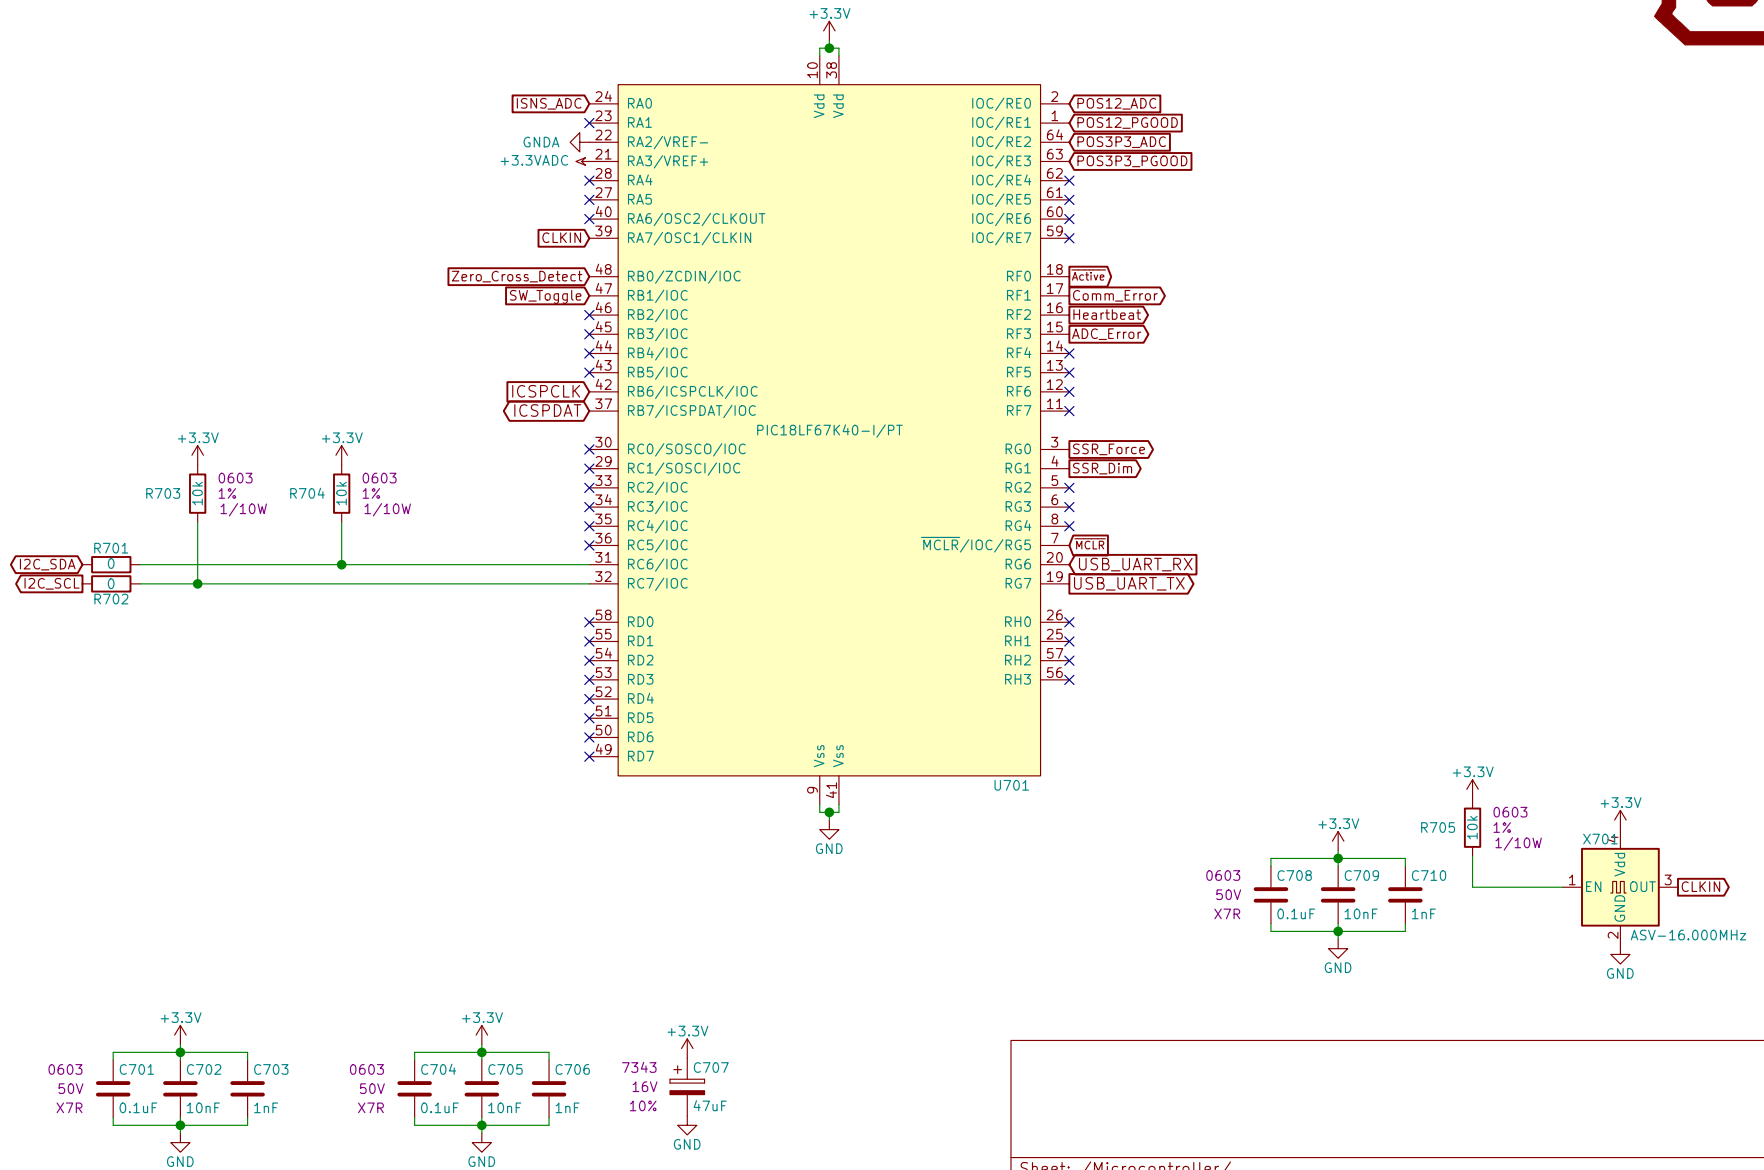 +3.3V
10 38
Vdd Vdd
ISNS_ADC 24 RA0
23 RA1
GNDA 22 RA2/VREF-
+3.3VADC 21 RA3/VREF+
28 RA4
27 RA5
40 RA6/OSC2/CLKOUT
CLKIN 39 RA7/OSC1/CLKIN
Zero_Cross_Detect 48 RB0/ZCDIN/IOC
SW_Toggle 47 RB1/IOC
46 RB2/IOC
45 RB3/IOC
44 RB4/IOC
43 RB5/IOC
ICSPCLK 42 RB6/ICSPCLK/IOC
ICSPDAT 37 RB7/ICSPDAT/IOC
PIC18LF67K40-I/PT
30 RC0/SOSCO/IOC
29 RC1/SOSCI/IOC
33 RC2/IOC
34 RC3/IOC
35 RC4/IOC
36 RC5/IOC
31 RC6/IOC
32 RC7/IOC
58 RD0
55 RD1
54 RD2
53 RD3
52 RD4
51 RD5
50 RD6
49 RD7
IOC/RE0 2 POS12_ADC
IOC/RE1 1 POS12_PGOOD
IOC/RE2 64 POS3P3_ADC
IOC/RE3 63 POS3P3_PGOOD
IOC/RE4 62
IOC/RE5 61
IOC/RE6 60
IOC/RE7 59
RF0 18 Active
RF1 17 Comm_Error
RF2 16 Heartbeat
RF3 15 ADC_Error
RF4 14
RF5 13
RF6 12
RF7 11
RG0 3 SSR_Force
RG1 4 SSR_Dim
RG2 5
RG3 6
RG4 8
MCLR/IOC/RG5 7 MCLR
RG6 20 USB_UART_RX
RG7 19 USB_UART_TX
RH0 26
RH1 25
RH2 57
RH3 56
Vss Vss
9 41
U701
GND
+3.3V +3.3V
R703 10k 0603 1% 1/10W
R704 10k 0603 1% 1/10W
R701
I2C_SDA 0
I2C_SCL 0
R702
+3.3V
0603 C708 C709 C710
50V
X7R 0.1uF 10nF 1nF
GND
+3.3V
R705 10k 0603 1% 1/10W
+3.3V
X701
Vdd
1 EN OUT 3 CLKIN
GND
2 ASV-16.000MHz
GND
+3.3V
0603 C701 C702 C703
50V
X7R 0.1uF 10nF 1nF
GND
+3.3V
0603 C704 C705 C706
50V
X7R 0.1uF 10nF 1nF
GND
+3.3V
7343 + C707
16V
10% 47uF
GND
Sheet: /Microcontroller/